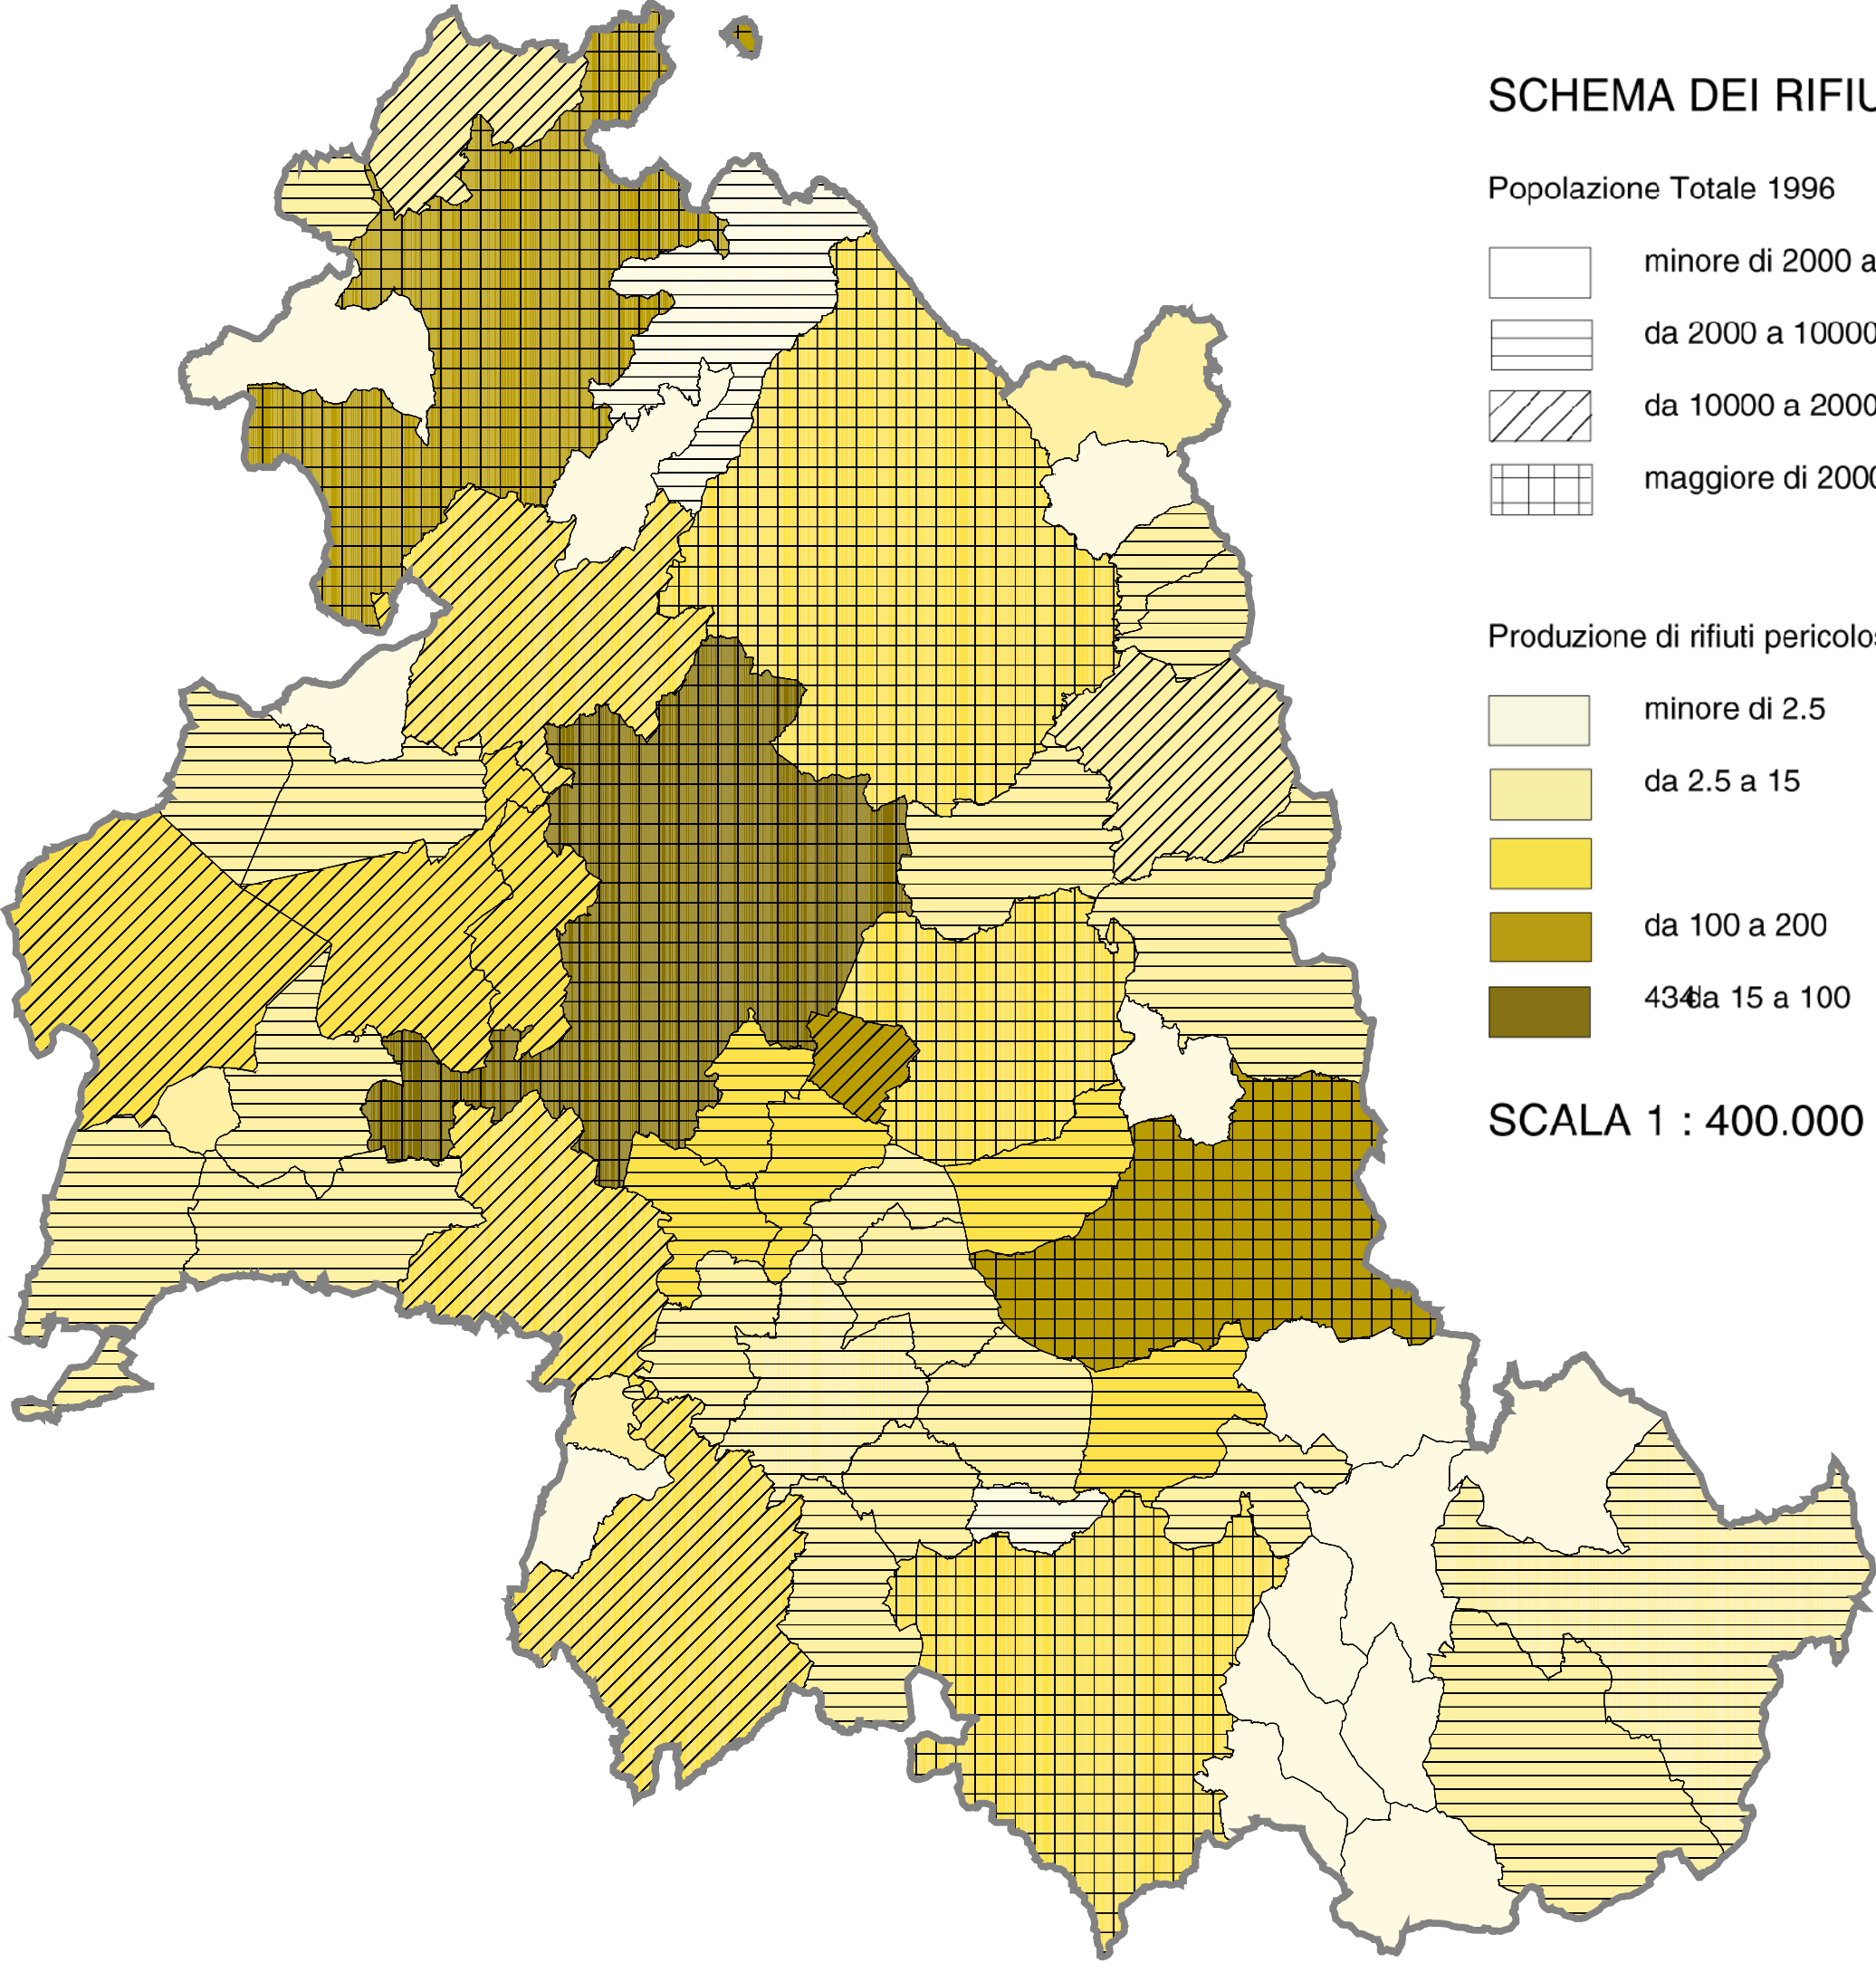 SCHEMA DEI RIFIU
Popolazione Totale 1996
minore di 2000 a
da 2000 a 10000
da 10000 a 2000
maggiore di 2000
Produzione di rifiuti pericolos
minore di 2.5
da 2.5 a 15
da 100 a 200
434da 15 a 100
SCALA 1 : 400.000